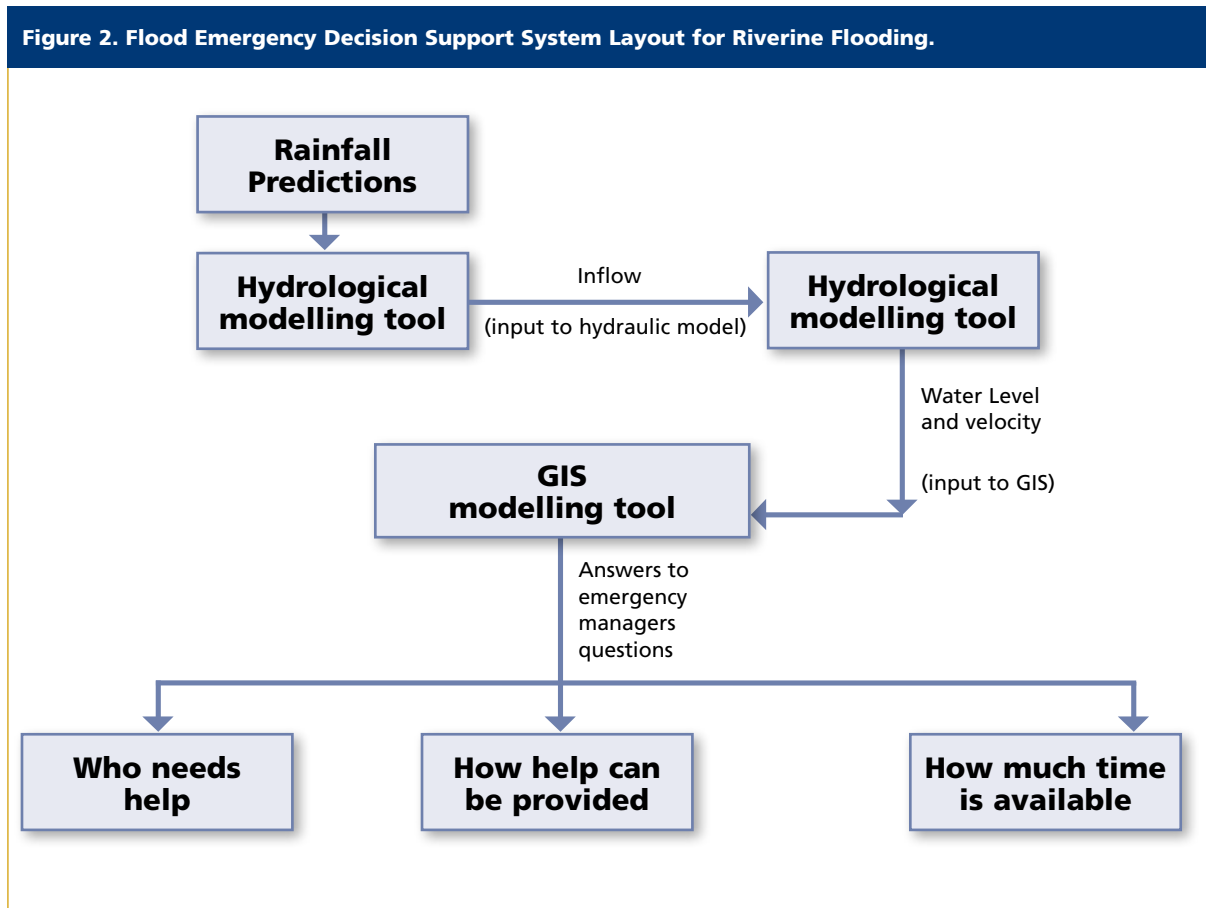 Figure 2. Flood Emergency Decision Support System Layout for Riverine Flooding.
Rainfall
Predictions
Hydrological
modelling tool
Inflow
(input to hydraulic model)
Hydrological
modelling tool
Water Level
and velocity
(input to GIS)
GIS
modelling tool
Answers to
emergency
managers
questions
Who needs
help
How help can
be provided
How much time
is available